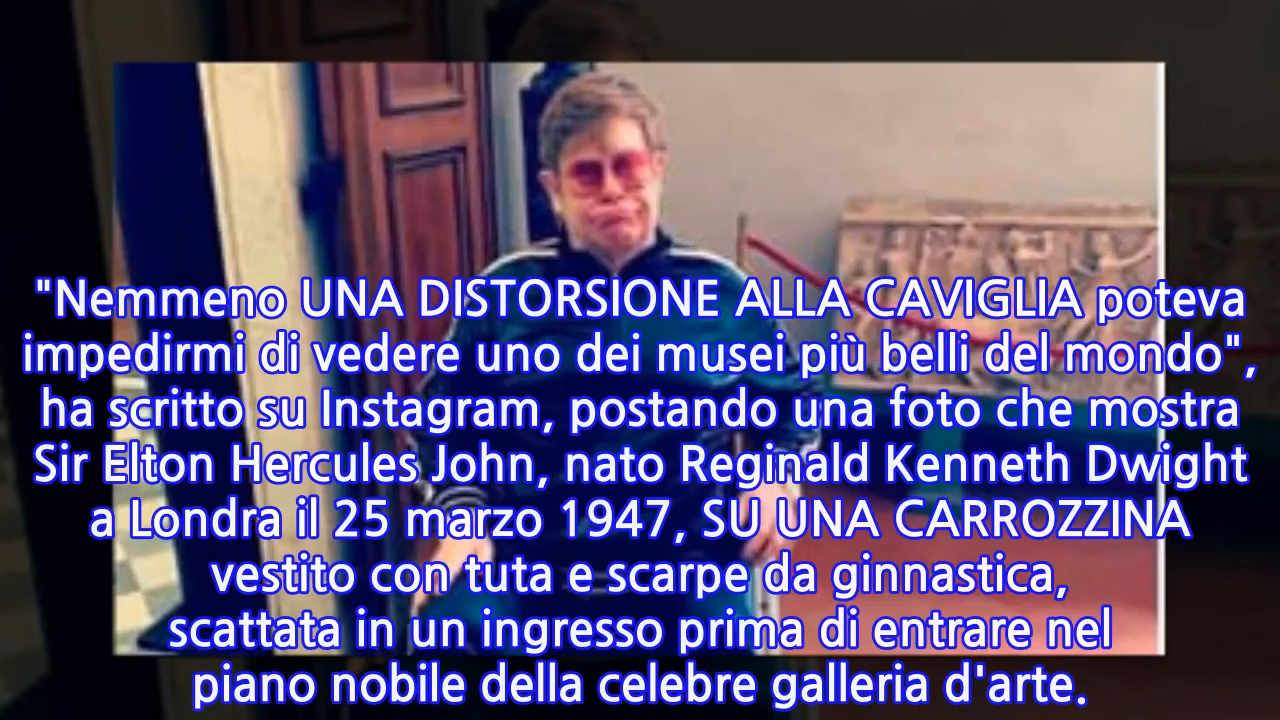 "Nemmeno UNA DISTORSIONE ALLA CAVIGLIA poteva
impedirmi di vedere uno dei musei più belli del mondo",
ha scritto su Instagram, postando una foto che mostra
Sir Elton Hercules John, nato Reginald Kenneth Dwight
a Londra il 25 marzo 1947, SU UNA CARROZZINA
vestito con tuta e scarpe da ginnastica,
scattata in un ingresso prima di entrare nel
piano nobile della celebre galleria d'arte.